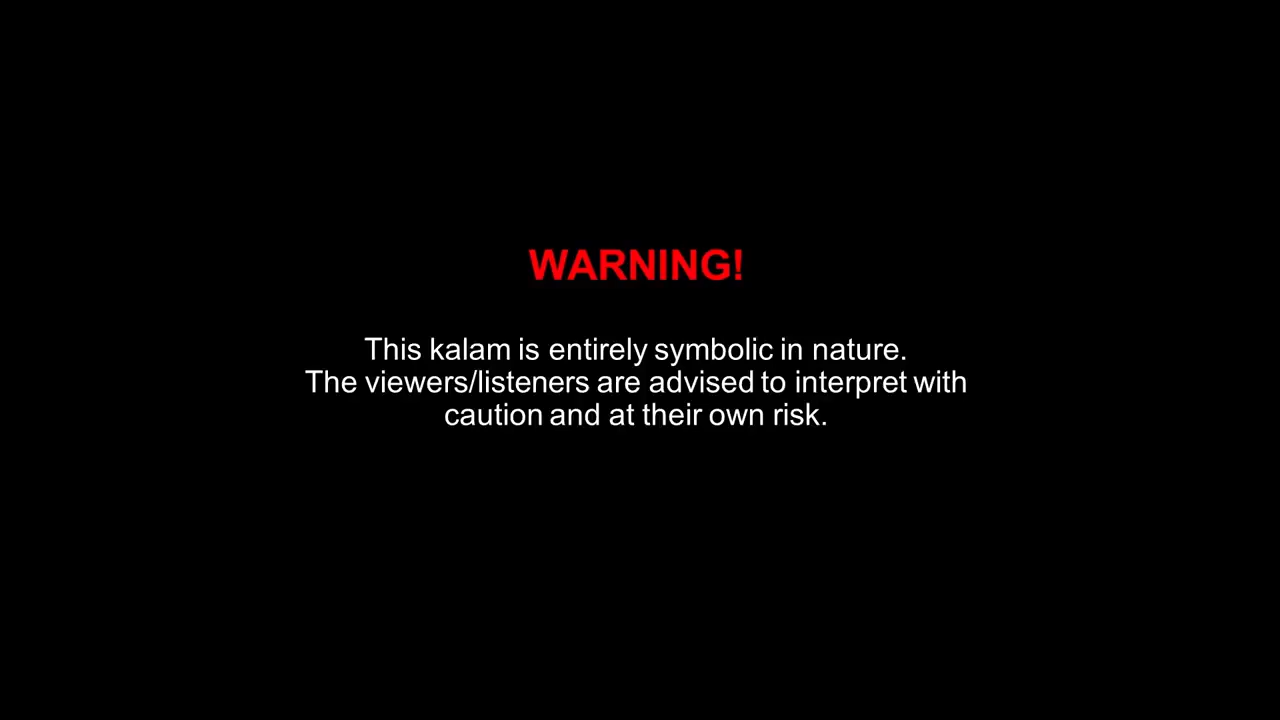 WARNING!
This kalam is entirely symbolic in nature.
The viewers/listeners are advised to interpret with
caution and at their own risk.